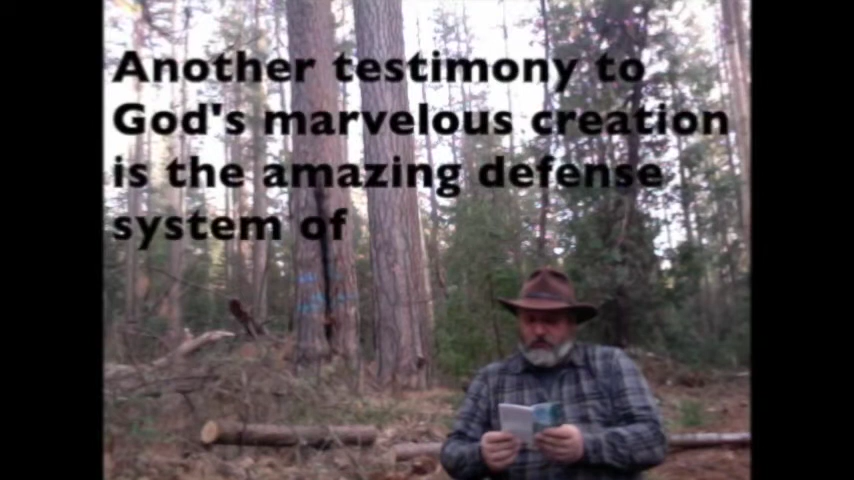 Another testimony to
God's marvelous creation
is the amazing defense
system of